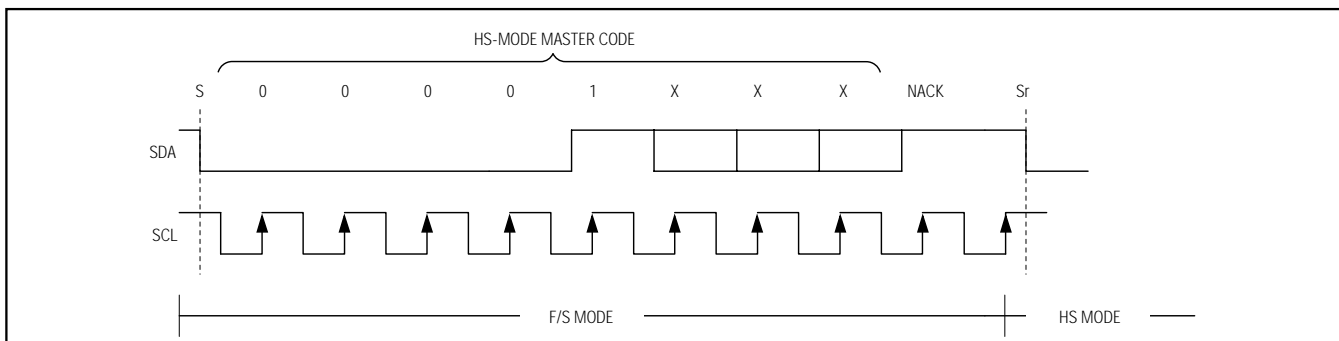 HS-MODE MASTER CODE
S 0 0 0 0 1 X X X NACK Sr
SDA
SCL
F/S MODE HS MODE